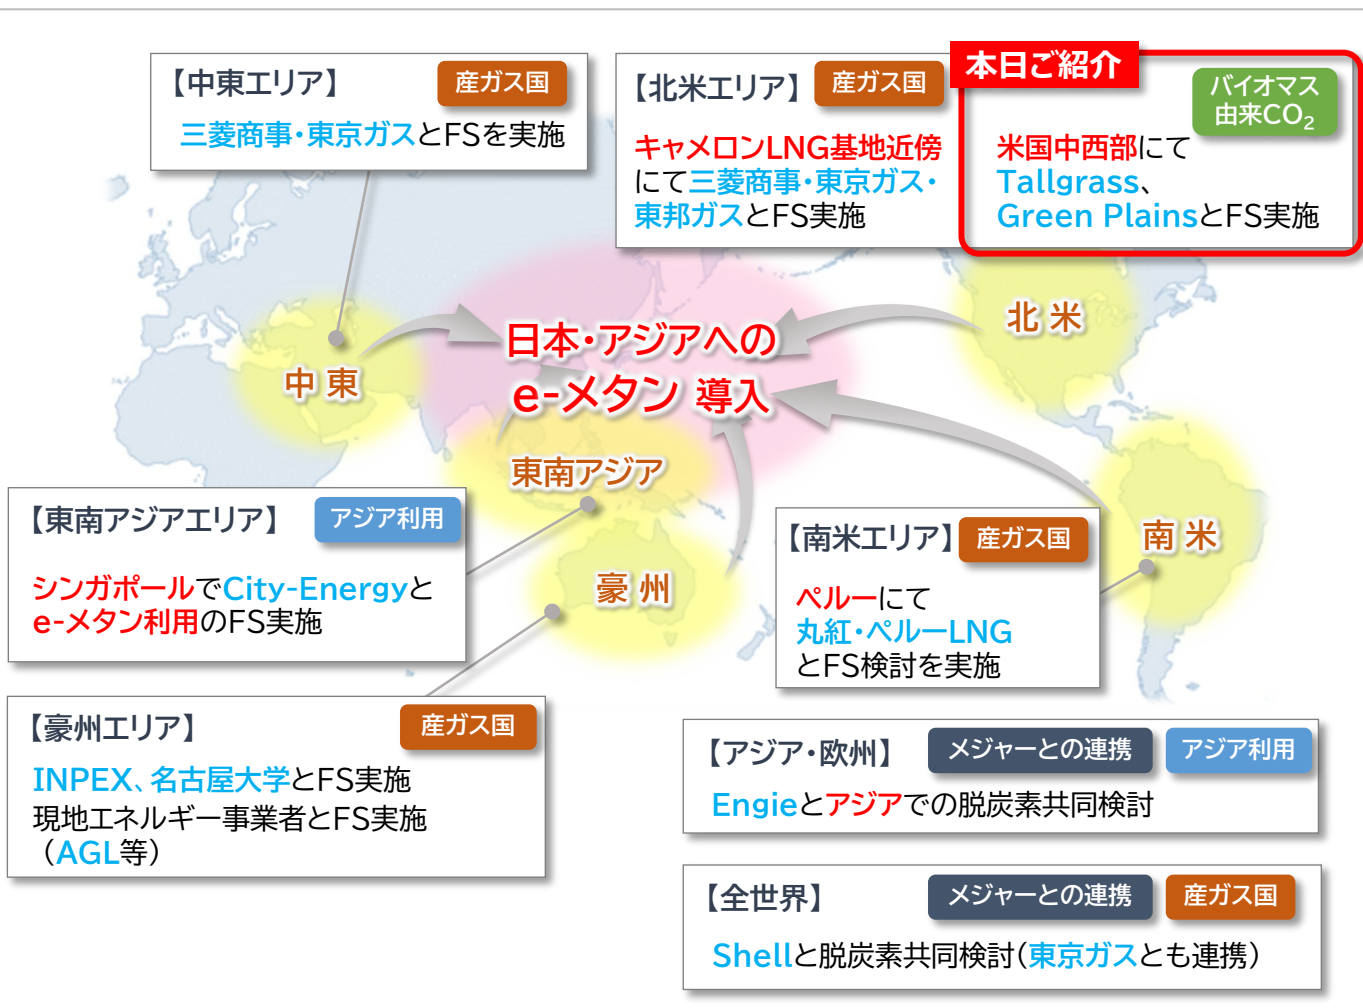 【中東エリア】
産ガス国
三菱商事・東京ガスとFSを実施
【北米エリア】
産ガス国
キャメロンLNG基地近傍
にて三菱商事・東京ガス・
東邦ガスとFS実施
本日ご紹介
バイオマス
由来CO₂
米国中西部にて
Tallgrass、
Green PlainsとFS実施
日本・アジアへの
e-メタン 導入
北 米
中 東
東南アジア
豪 州
南 米
【東南アジアエリア】
アジア利用
シンガポールでCity-Energyと
e-メタン利用のFS実施
【南米エリア】
産ガス国
ペルーにて
丸紅・ペルーLNG
とFS検討を実施
【豪州エリア】
産ガス国
INPEX、名古屋大学とFS実施
現地エネルギー事業者とFS実施
（AGL等）
【アジア・欧州】
メジャーとの連携
アジア利用
Engieとアジアでの脱炭素共同検討
【全世界】
メジャーとの連携
産ガス国
Shellと脱炭素共同検討（東京ガスとも連携）